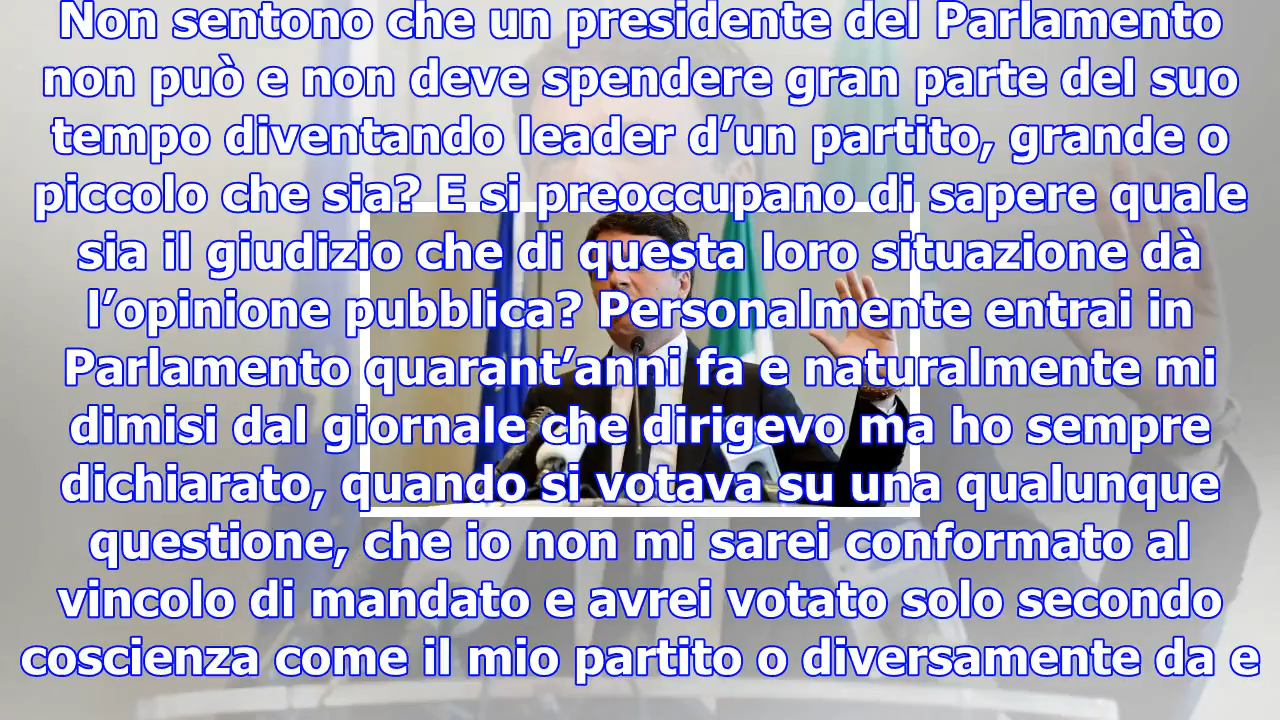 Non sentono che un presidente del Parlamento
non può e non deve spendere gran parte del suo
tempo diventando leader d’un partito, grande o
piccolo che sia? E si preoccupano di sapere quale
sia il giudizio che di questa loro situazione dà
l’opinione pubblica? Personalmente entrai in
Parlamento quarant’anni fa e naturalmente mi
dimisi dal giornale che dirigevo ma ho sempre
dichiarato, quando si votava su una qualunque
questione, che io non mi sarei conformato al
vincolo di mandato e avrei votato solo secondo
coscienza come il mio partito o diversamente da e